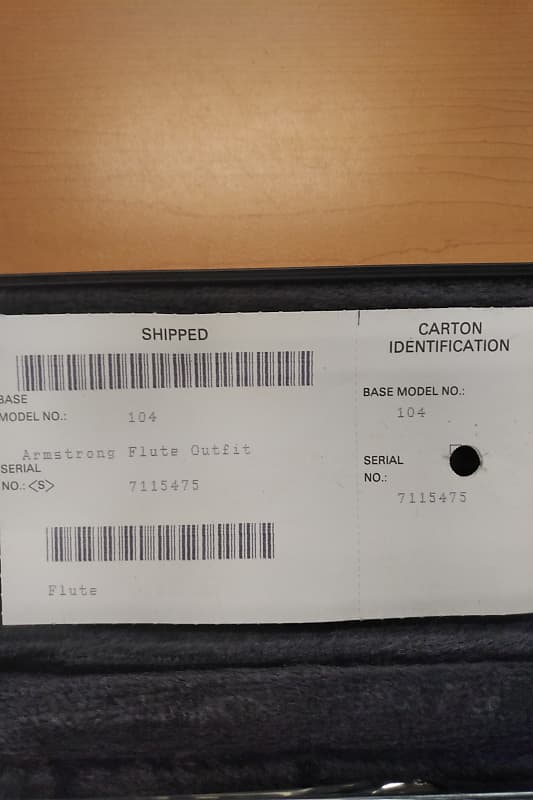 SHIPPED
BASE
MODEL NO.: 104
Armstrong Flute Outfit
SERIAL
NO.: <S> 7115475
Flute
CARTON
IDENTIFICATION
BASE MODEL NO.:
104
SERIAL
NO.:
7115475